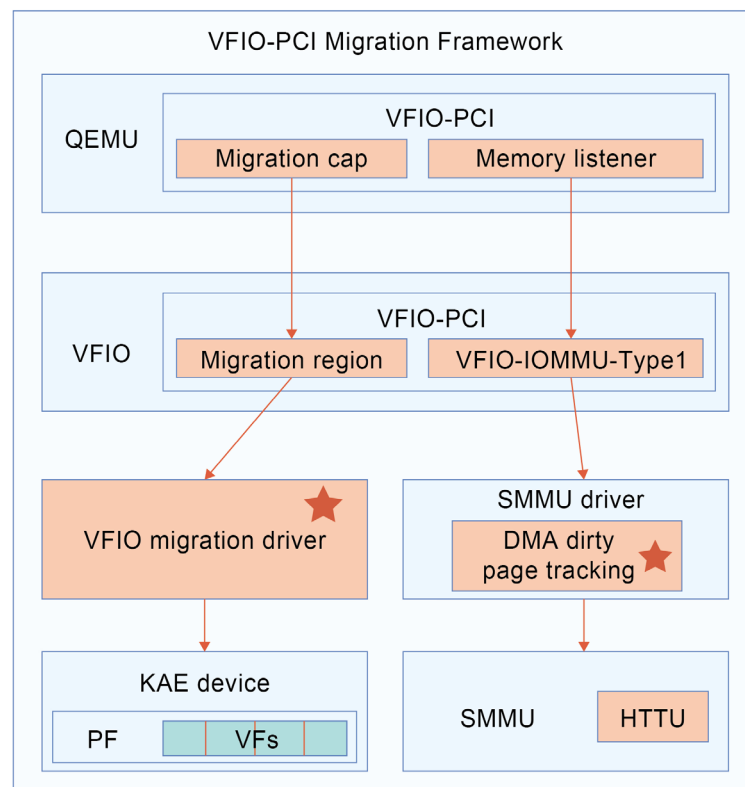 VFIO-PCI Migration Framework
QEMU
VFIO-PCI
Migration cap
Memory listener
VFIO
VFIO-PCI
Migration region
VFIO-IOMMU-Type1
VFIO migration driver
SMMU driver
DMA dirty
page tracking
KAE device
PF
VFs
SMMU
HTTU